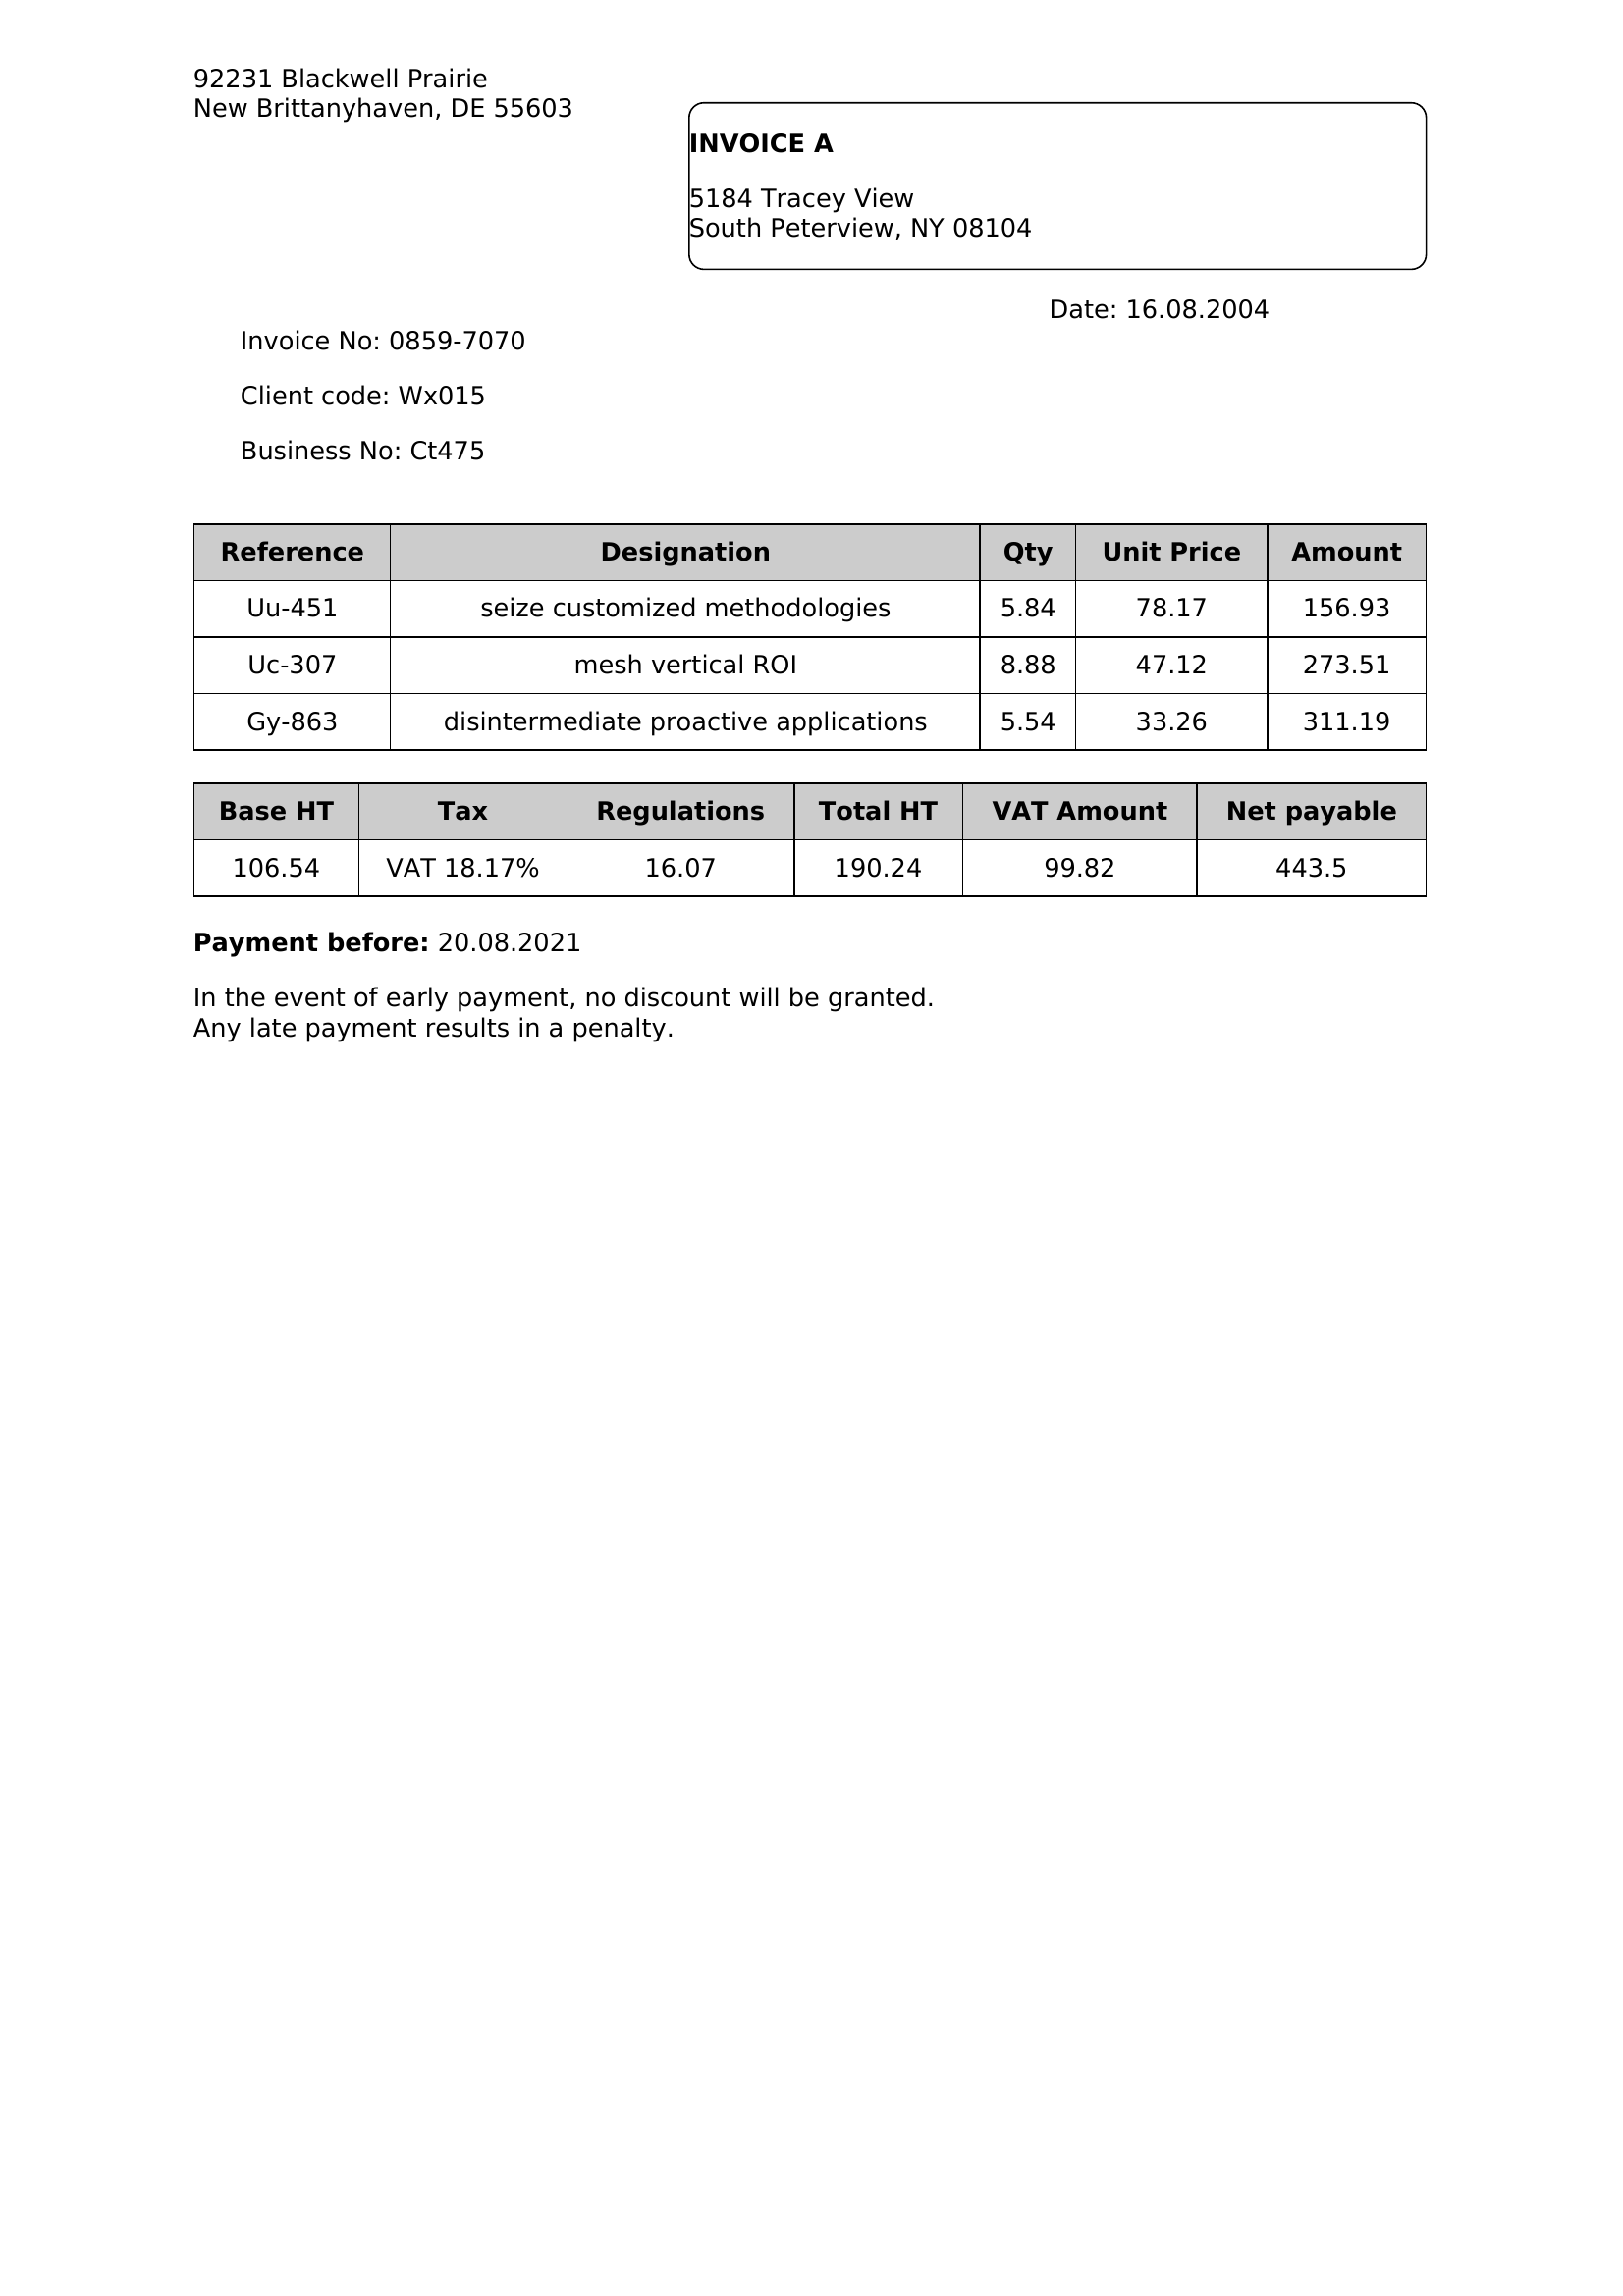 92231 Blackwell Prairie
New Brittanyhaven, DE 55603
INVOICE A
5184 Tracey View
South Peterview, NY 08104
Date: 16.08.2004
Invoice No: 0859-7070
Client code: Wx015
Business No: Ct475
Reference Designation Qty Unit Price Amount
Uu-451 seize customized methodologies 5.84 78.17 156.93
Uc-307 mesh vertical ROI 8.88 47.12 273.51
Gy-863 disintermediate proactive applications 5.54 33.26 311.19
Base HT Tax Regulations Total HT VAT Amount Net payable
106.54 VAT 18.17% 16.07 190.24 99.82 443.5
Payment before: 20.08.2021
In the event of early payment, no discount will be granted.
Any late payment results in a penalty.